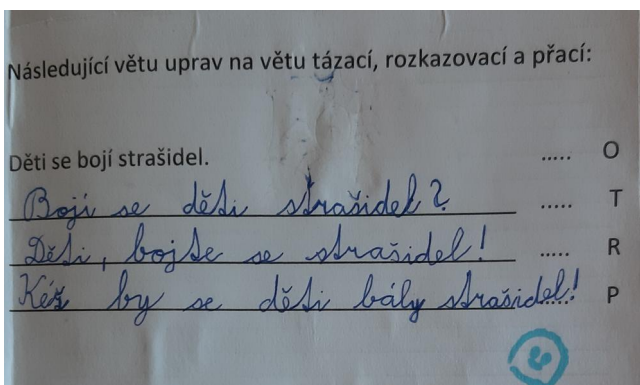 Následující větu uprav na větu tázací, rozkazovací a přací:
Děti se bojí strašidel. ..... O
Bojí se děti strašidel? ..... T
Děti, bojte se strašidel! ..... R
Kéž by se děti bály strašidel! ..... P